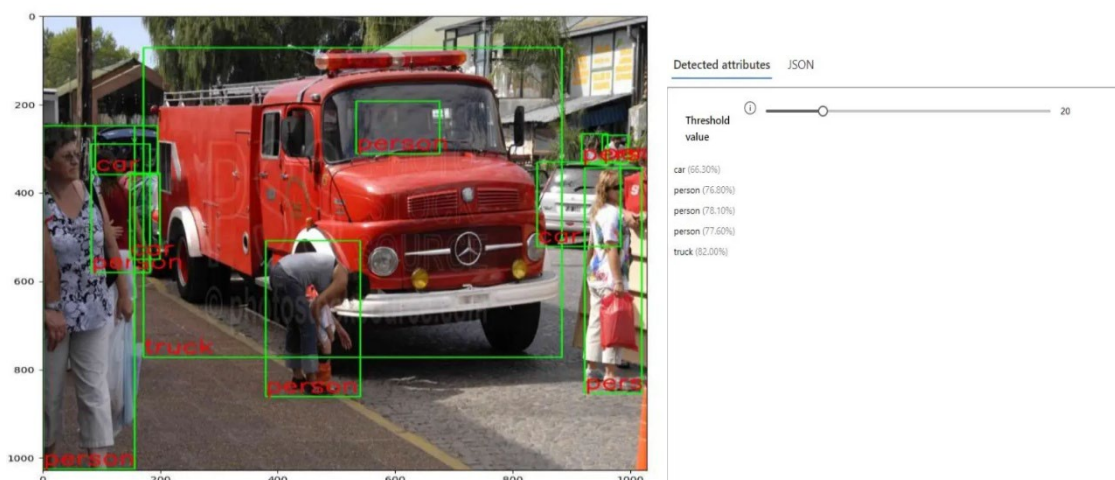 0
200
400
600
800
1000
0
200
400
600
800
1000
person
car
person
car
person
truck
person
car
person
pers
Detected attributes JSON
Threshold value
20
car (66.30%)
person (76.80%)
person (78.10%)
person (77.60%)
truck (82.00%)